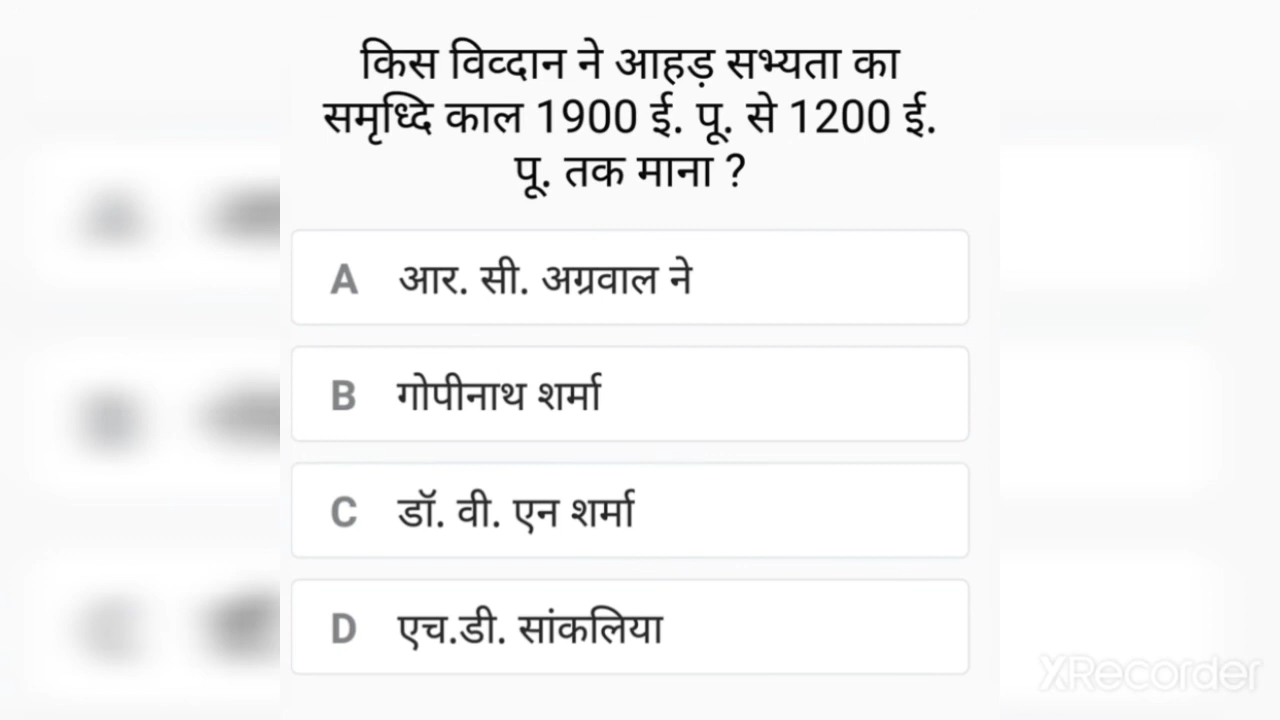 किस विव्दान ने आहड़ सभ्यता का
समृध्दि काल 1900 ई. पू. से 1200 ई.
पू. तक माना ?
A आर. सी. अग्रवाल ने
B गोपीनाथ शर्मा
C डॉ. वी. एन शर्मा
D एच.डी. सांकलिया
XRecorder